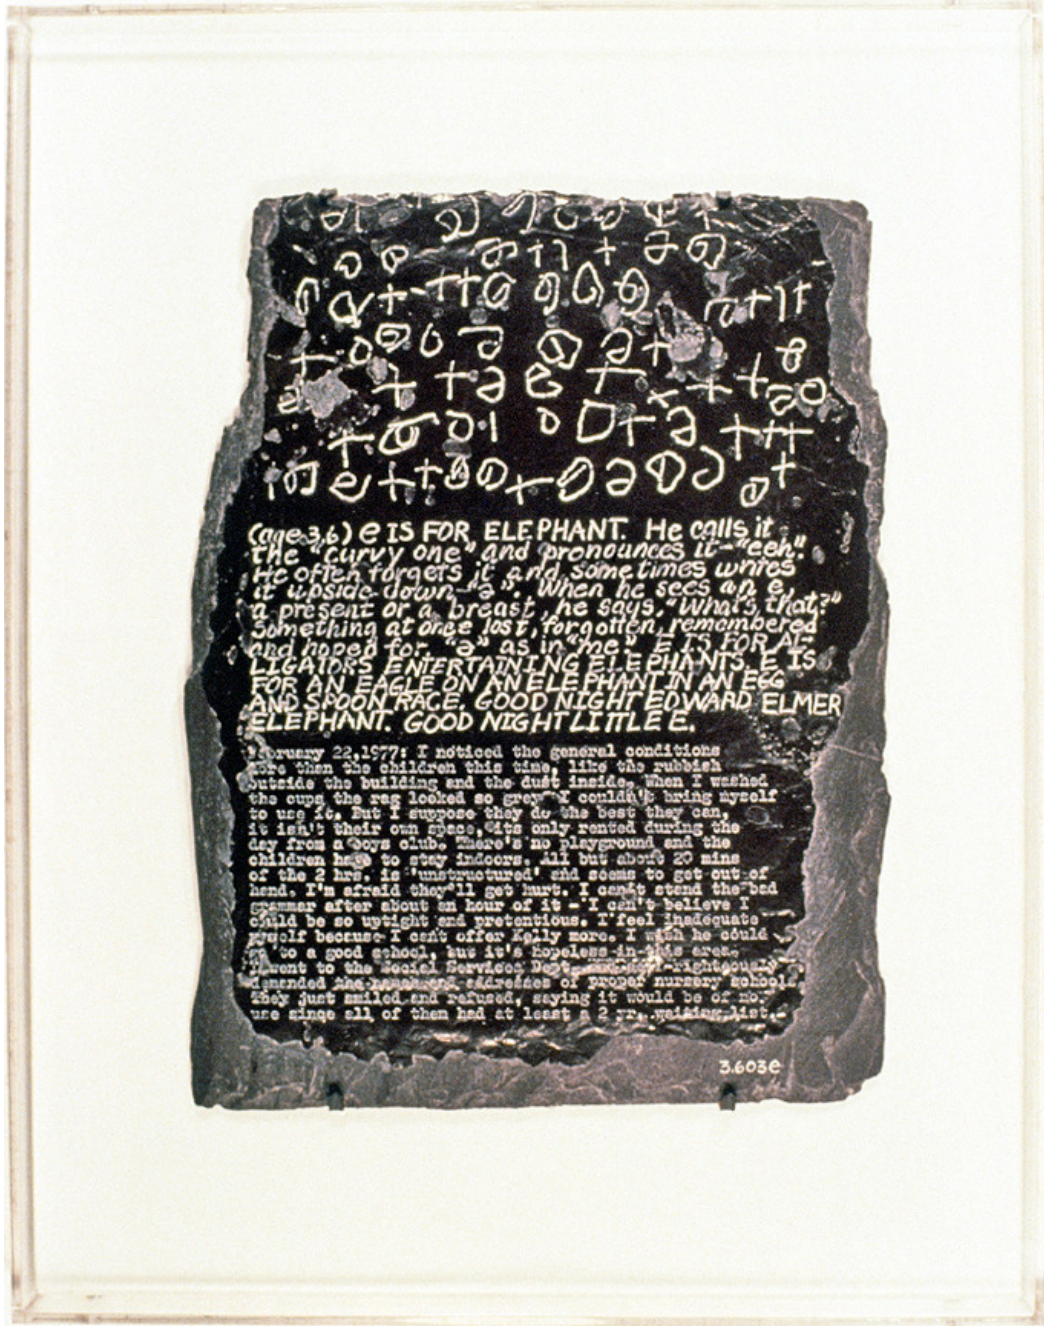 (age 3,6) e IS FOR ELEPHANT. He calls it
the "curvy one" and pronounces it-"eeh".
He often forgets it and sometimes writes
it upside down-"ə". When he sees an e,
a present or a breast, he says, "What's that?"
Something at once lost, forgotten, remembered
and hoped for-"ə" as in "me". E IS FOR AL-
LIGATORS ENTERTAINING ELEPHANTS. E IS
FOR AN EAGLE ON AN ELEPHANT IN AN EGG
AND SPOON RACE. GOOD NIGHT EDWARD ELMER
ELEPHANT. GOOD NIGHT LITTLE E.
February 22,1977: I noticed the general conditions
more than the children this time, like the rubbish
outside the building and the dust inside. When I washed
the cups the rag looked so grey I couldn't bring myself
to use it. But I suppose they do the best they can,
it isn't their own space, its only rented during the
day from a boys club. There's no playground and the
children have to stay indoors. All but about 20 mins
of the 2 hrs. is 'unstructured' and seems to get out of
hand. I'm afraid they'll get hurt. I can't stand the bad
grammar after about an hour of it - I can't believe I
could be so uptight and pretentious. I feel inadequate
myself because I cant offer Kelly more. I wish he could
go to a good school, but it's hopeless in this area.
I went to the Social Services Dept. self-righteously
demanded the names and addresses of proper nursery schools.
They just smiled and refused, saying it would be of no
use since all of them had at least a 2 yr. waiting list.
3.603e